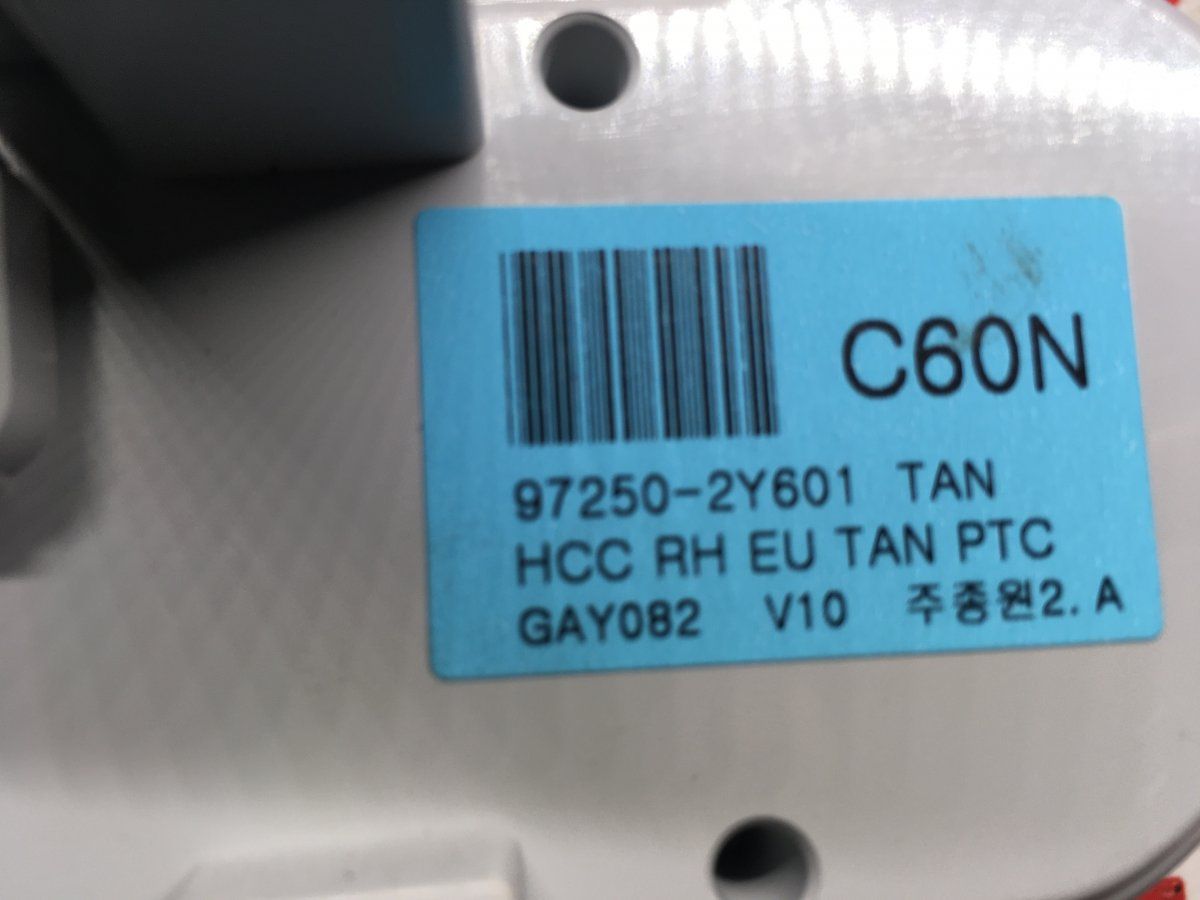 C60N
97250-2Y601 TAN
HCC RH EU TAN PTC
GAY082 V10 주종원2. A